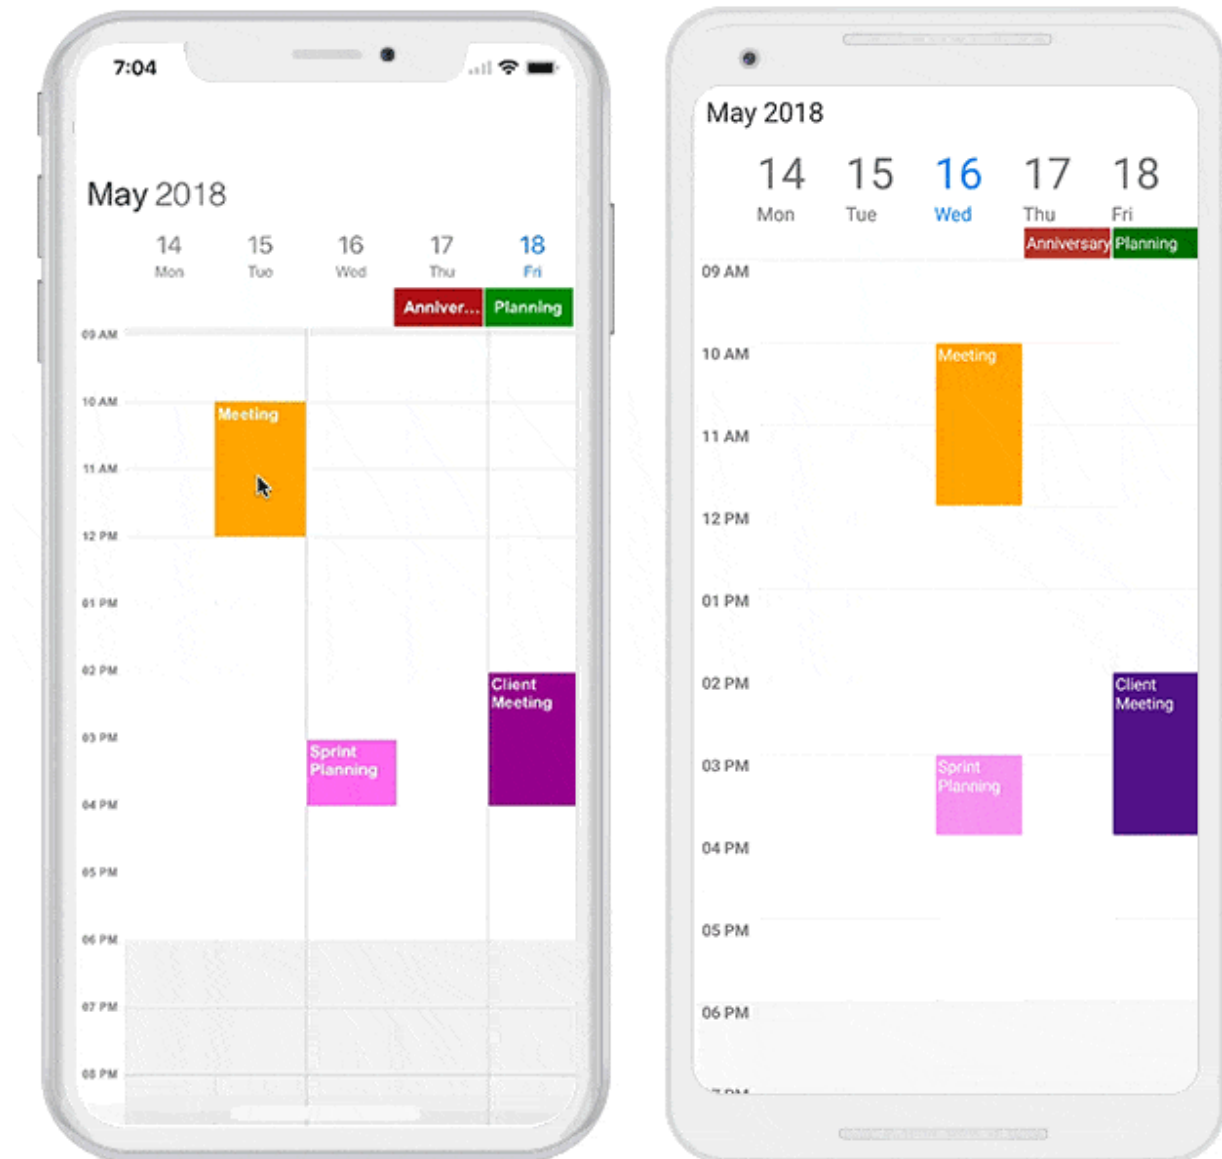 7:04
May 2018
14 15 16 17 18
Mon Tue Wed Thu Fri
Anniver... Planning
09 AM
10 AM
Meeting
11 AM
12 PM
01 PM
02 PM
Client
Meeting
03 PM
Sprint
Planning
04 PM
05 PM
06 PM
07 PM
08 PM
May 2018
14 15 16 17 18
Mon Tue Wed Thu Fri
Anniversary Planning
09 AM
10 AM
Meeting
11 AM
12 PM
01 PM
02 PM
Client
Meeting
03 PM
Sprint
Planning
04 PM
05 PM
06 PM